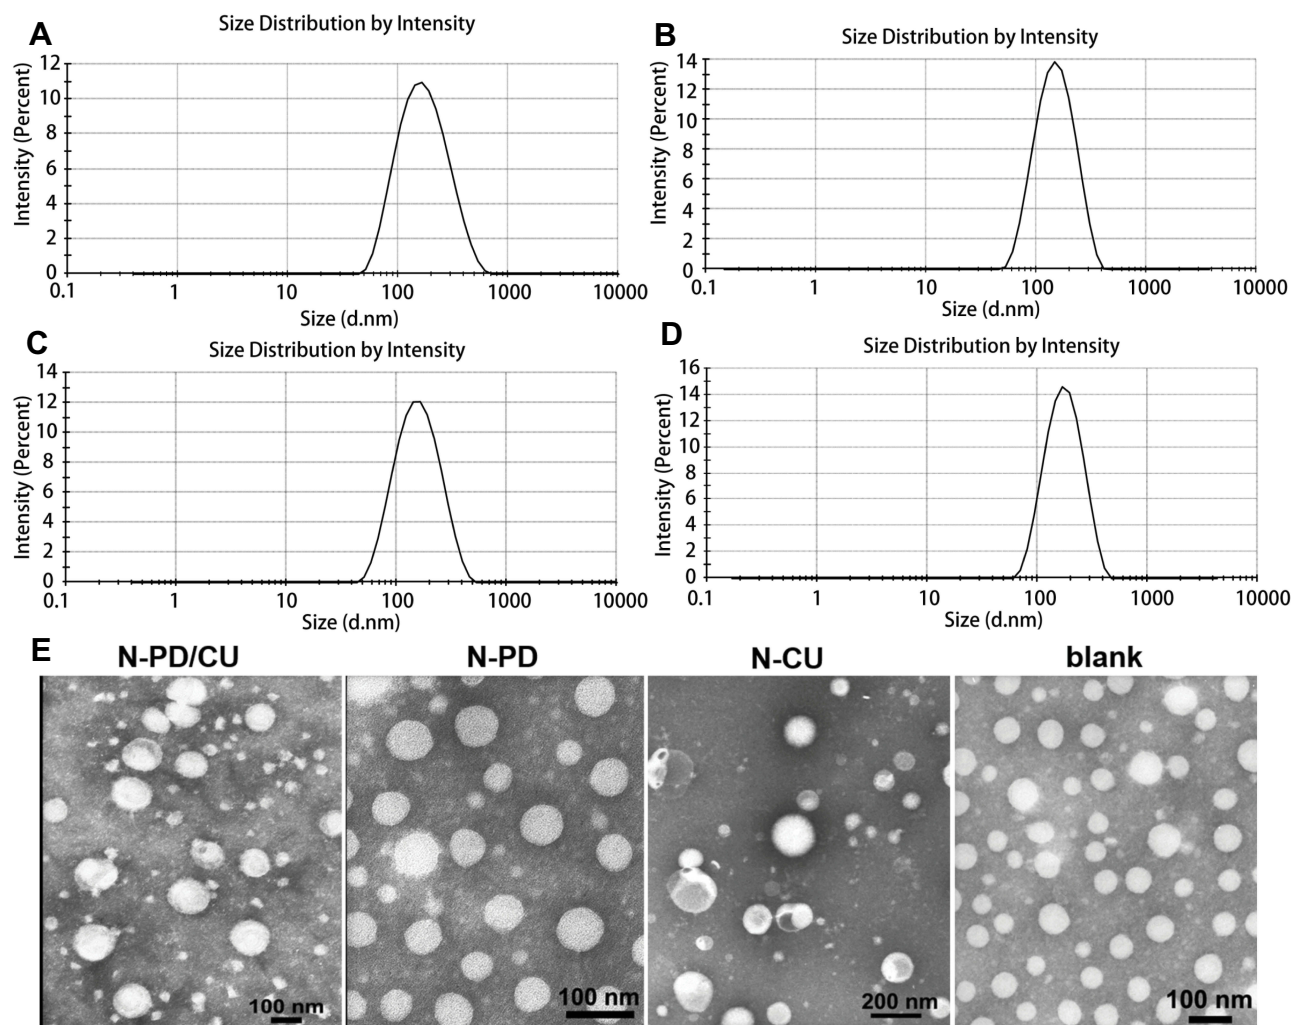 A
Size Distribution by Intensity
Intensity (Percent)
12
10
8
6
4
2
0
0.1 1 10 100 1000 10000
Size (d.nm)
B
Size Distribution by Intensity
Intensity (Percent)
14
12
10
8
6
4
2
0
0.1 1 10 100 1000 10000
Size (d.nm)
C
Size Distribution by Intensity
Intensity (Percent)
14
12
10
8
6
4
2
0
0.1 1 10 100 1000 10000
Size (d.nm)
D
Size Distribution by Intensity
Intensity (Percent)
16
14
12
10
8
6
4
2
0
0.1 1 10 100 1000 10000
Size (d.nm)
E
N-PD/CU N-PD N-CU blank
100 nm 100 nm 200 nm 100 nm